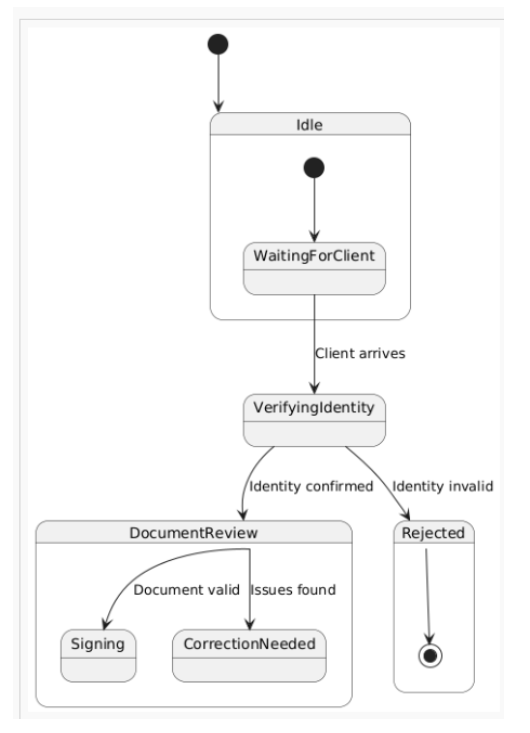 Idle
WaitingForClient
Client arrives
VerifyingIdentity
Identity confirmed
Identity invalid
DocumentReview
Rejected
Document valid
Issues found
Signing
CorrectionNeeded